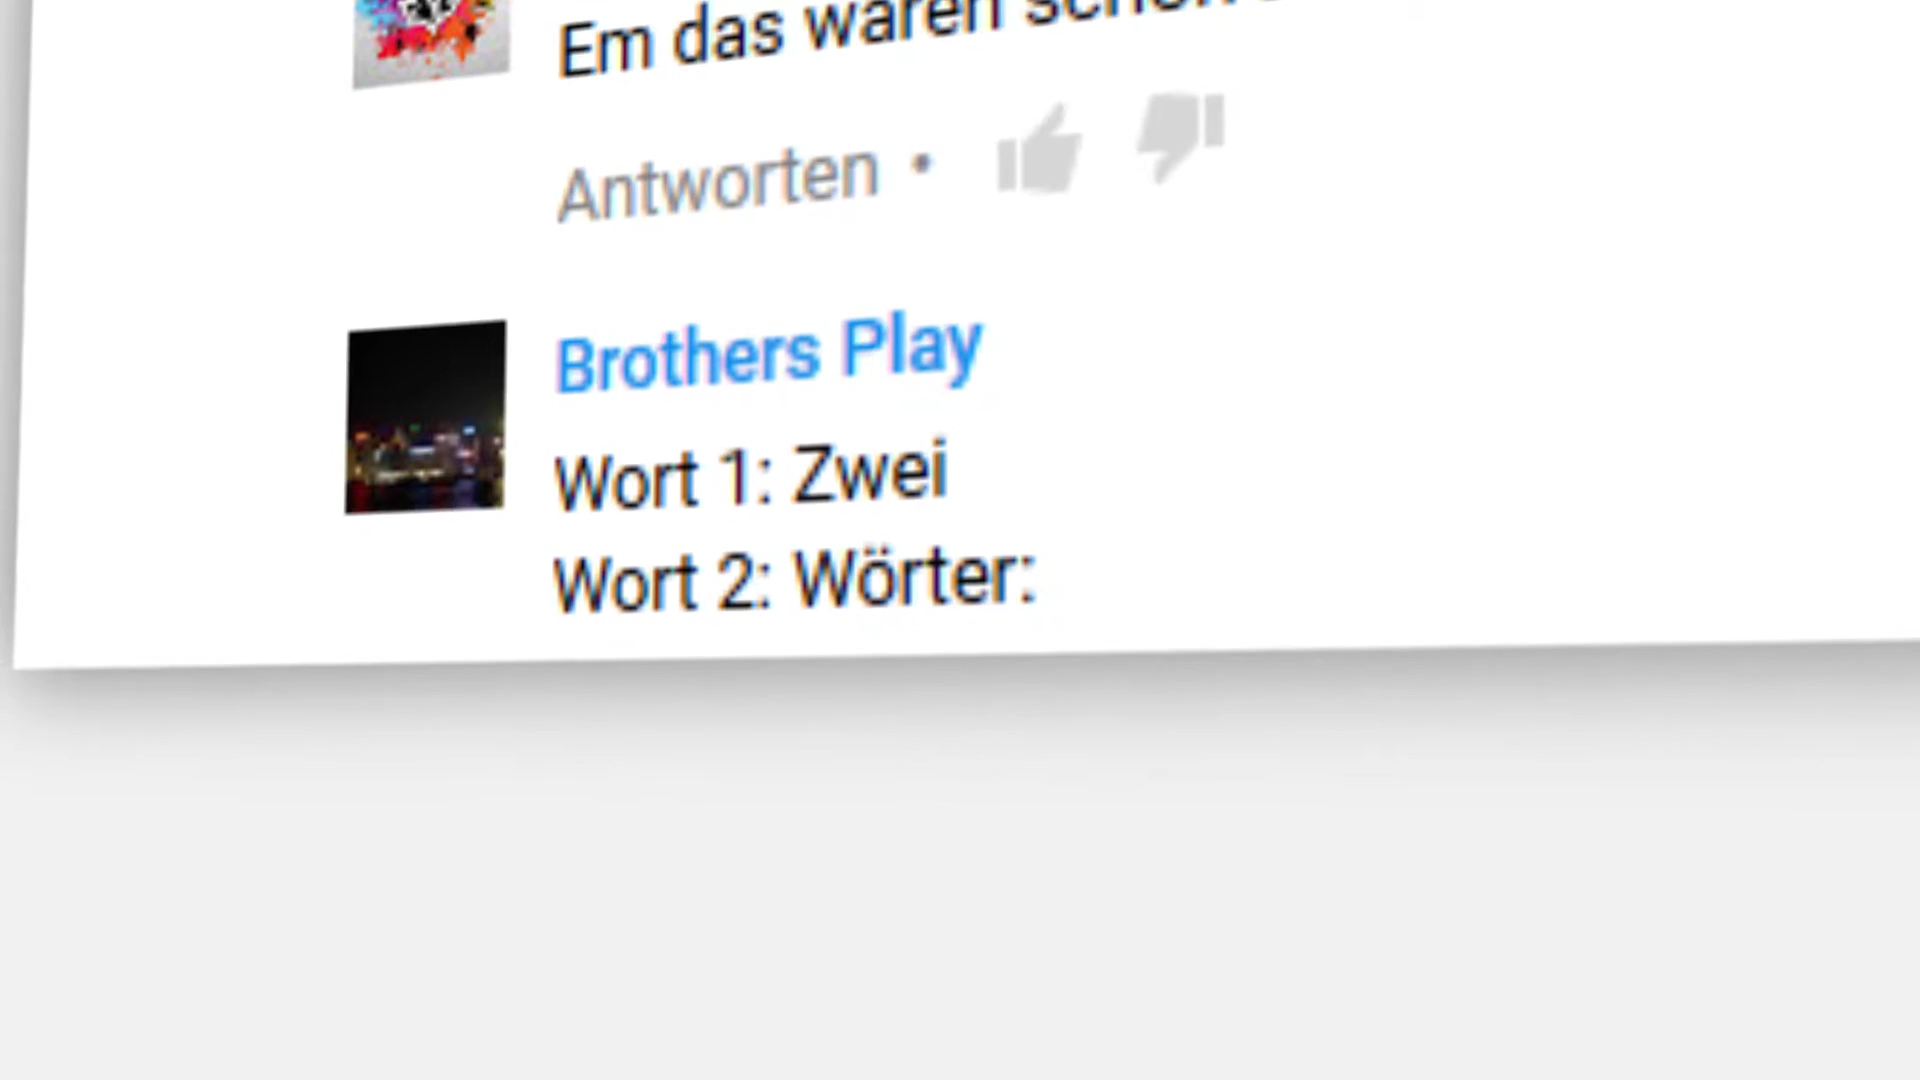 Em das waren
Antworten •
Brothers Play
Wort 1: Zwei
Wort 2: Wörter: